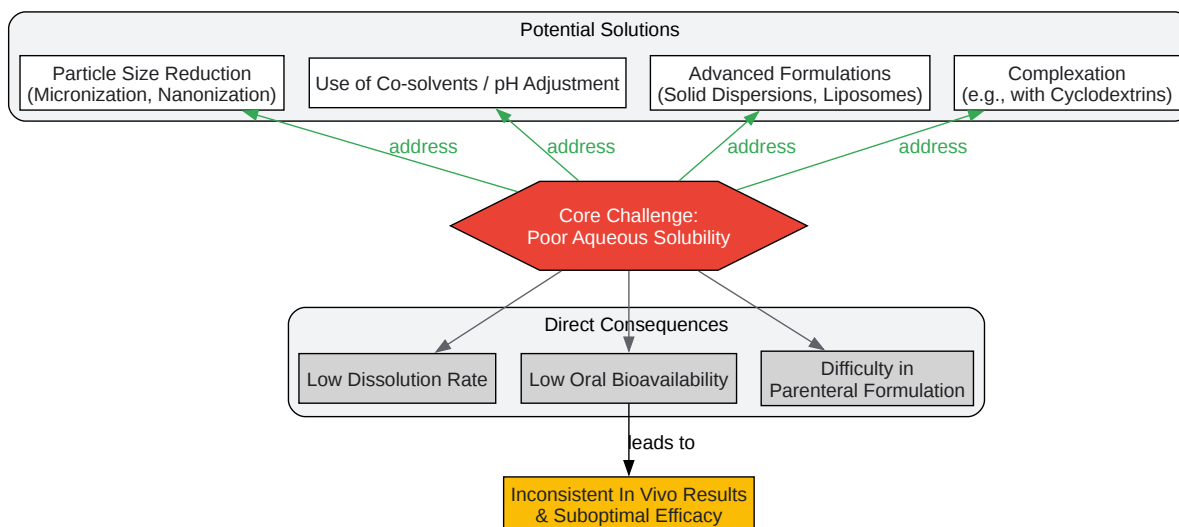 Potential Solutions
Particle Size Reduction
(Micronization, Nanonization)
Use of Co-solvents / pH Adjustment
Advanced Formulations
(Solid Dispersions, Liposomes)
Complexation
(e.g., with Cyclodextrins)
address
address
address
address
Core Challenge:
Poor Aqueous Solubility
Direct Consequences
Low Dissolution Rate
Low Oral Bioavailability
Difficulty in
Parenteral Formulation
leads to
Inconsistent In Vivo Results
& Suboptimal Efficacy